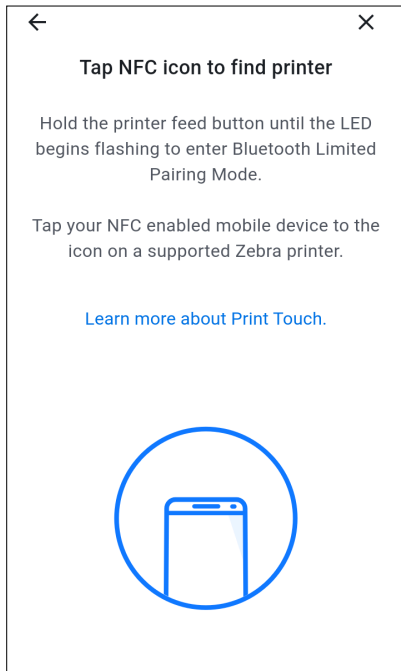 Tap NFC icon to find printer
Hold the printer feed button until the LED
begins flashing to enter Bluetooth Limited
Pairing Mode.
Tap your NFC enabled mobile device to the
icon on a supported Zebra printer.
Learn more about Print Touch.